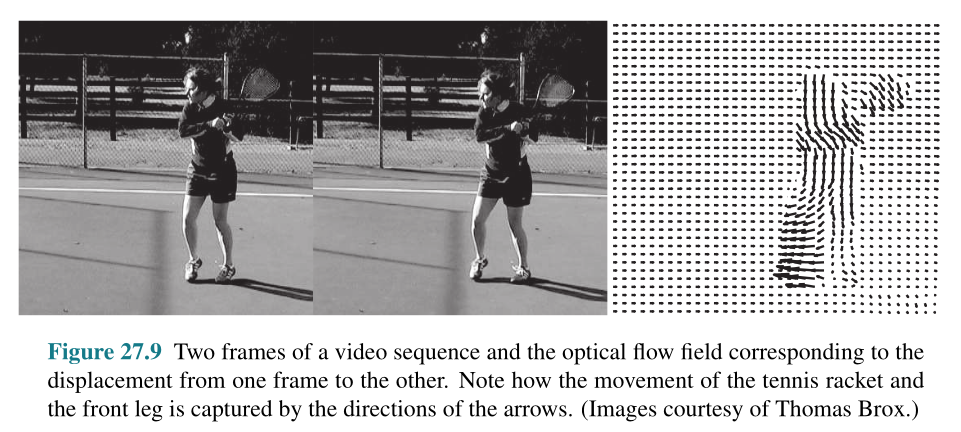 Figure 27.9 Two frames of a video sequence and the optical flow field corresponding to the
displacement from one frame to the other. Note how the movement of the tennis racket and
the front leg is captured by the directions of the arrows. (Images courtesy of Thomas Brox.)